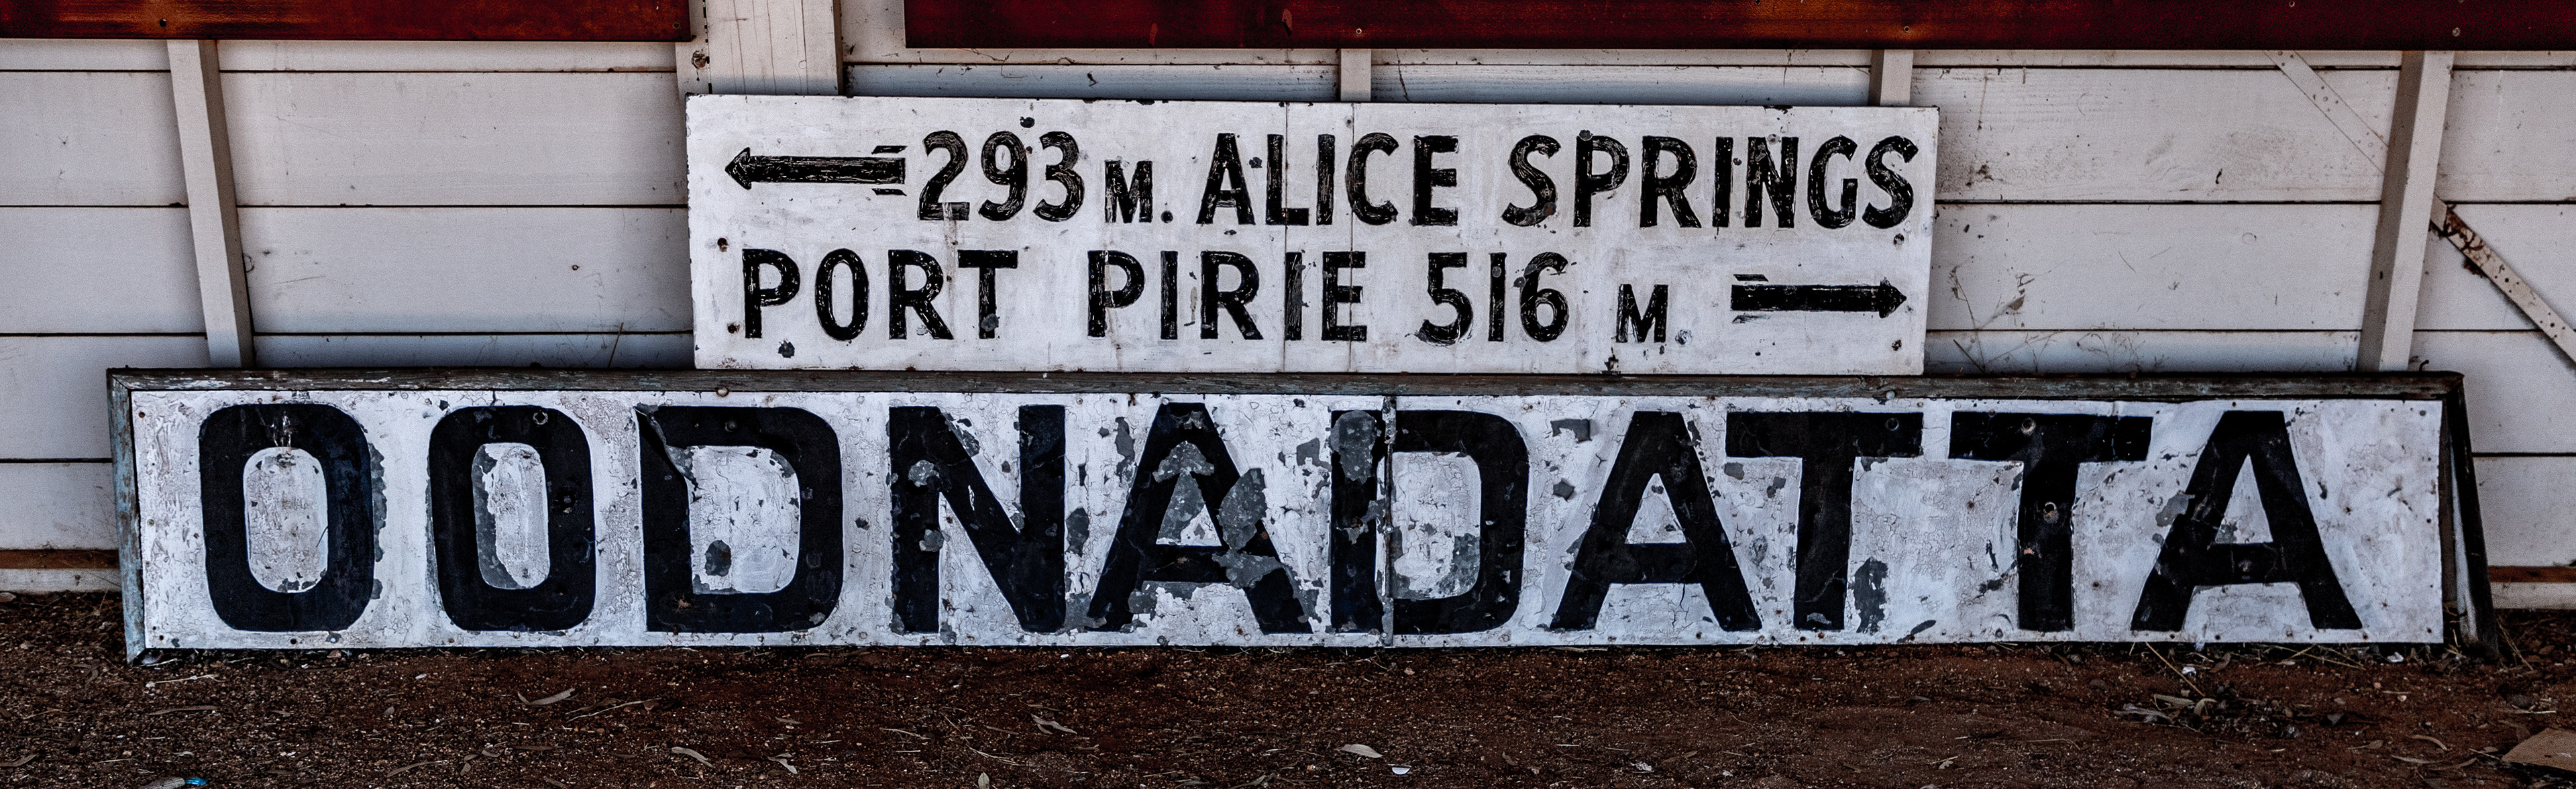 293 M. ALICE SPRINGS
PORT PIRIE 516 M
OODNADATTA